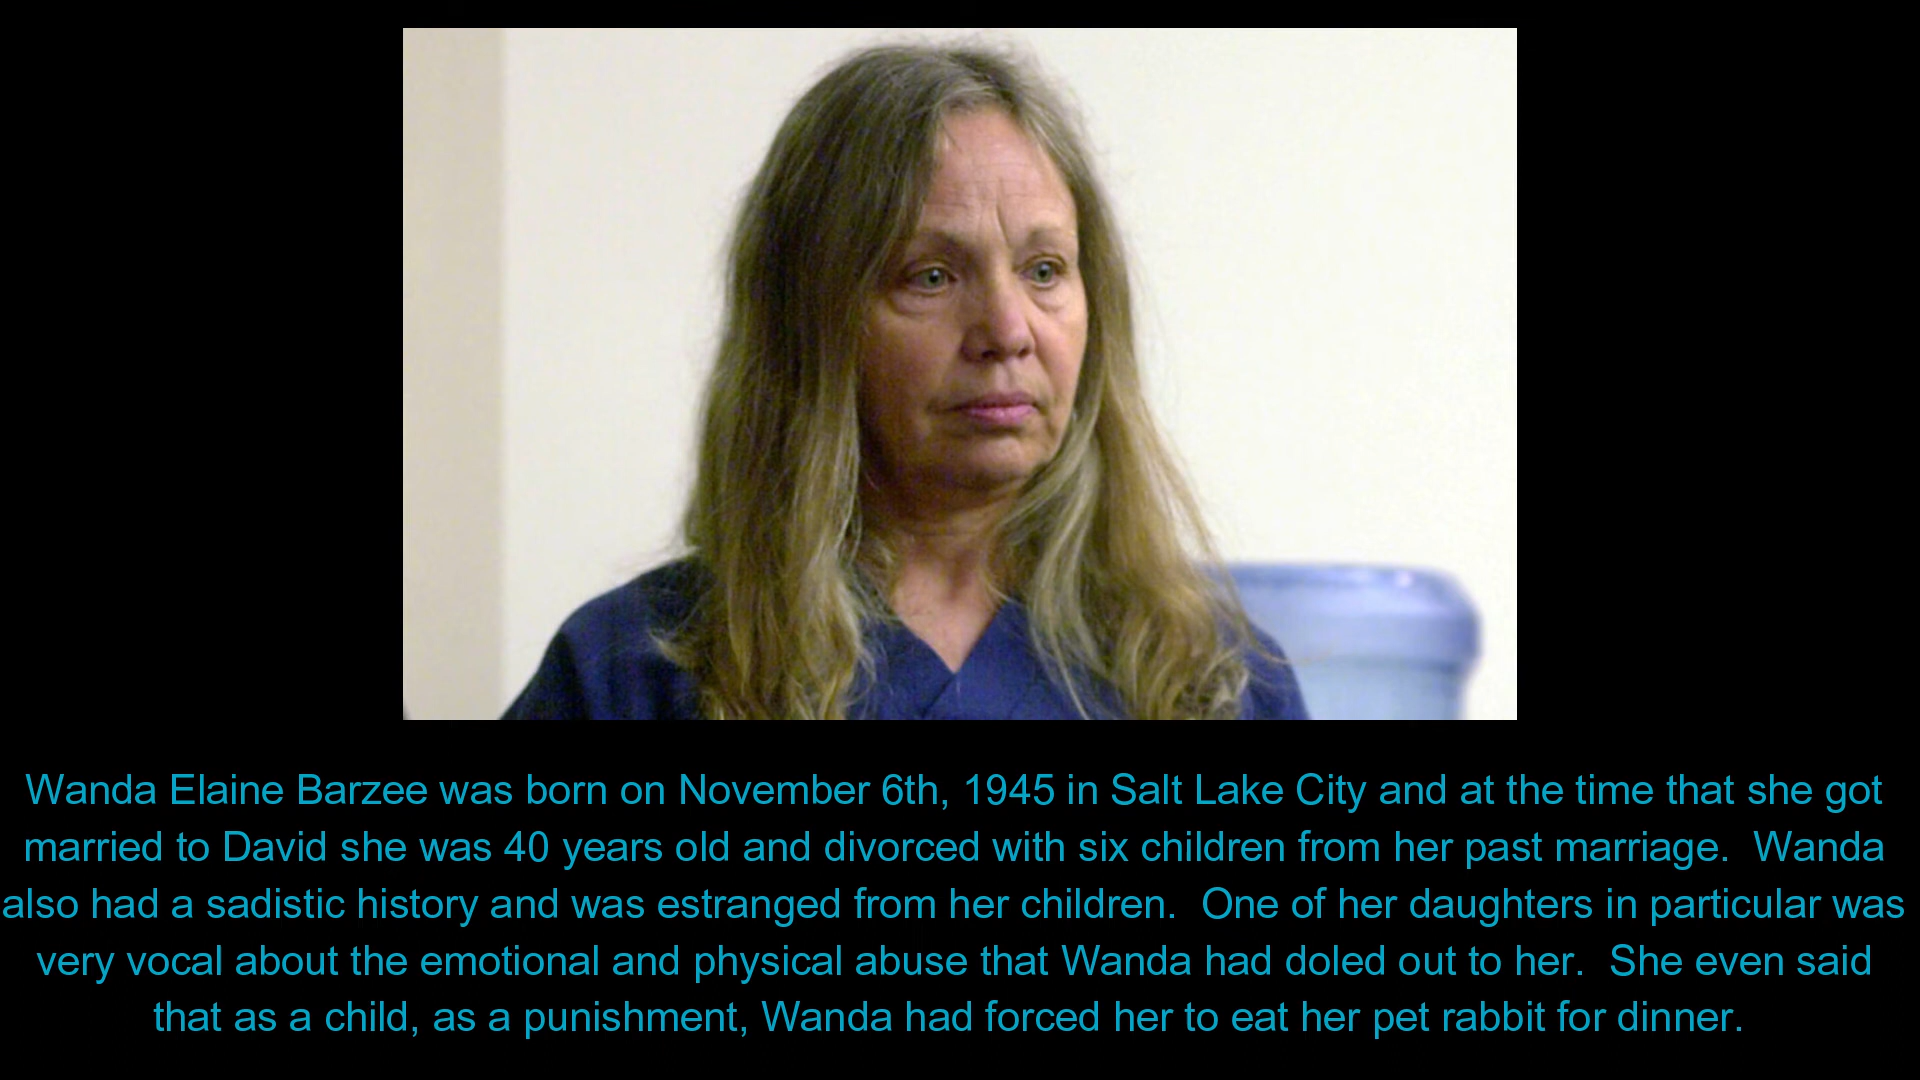 Wanda Elaine Barzee was born on November 6th, 1945 in Salt Lake City and at the time that she got
married to David she was 40 years old and divorced with six children from her past marriage.  Wanda
also had a sadistic history and was estranged from her children.  One of her daughters in particular was
very vocal about the emotional and physical abuse that Wanda had doled out to her.  She even said
that as a child, as a punishment, Wanda had forced her to eat her pet rabbit for dinner.